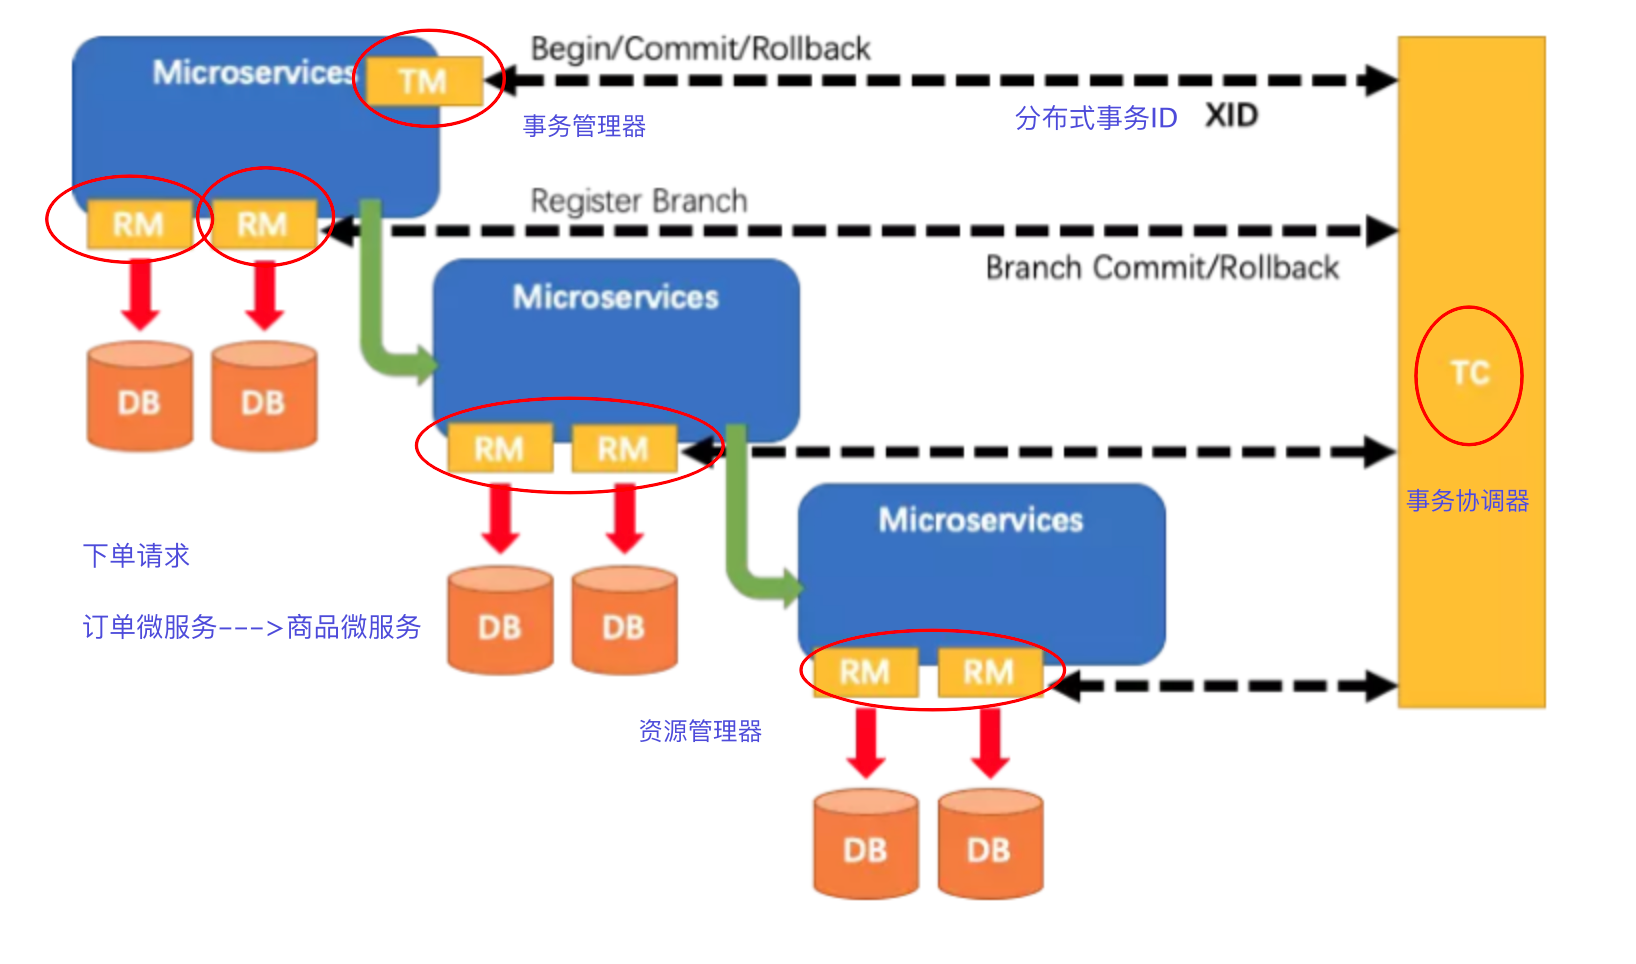 Begin/Commit/Rollback
Microservices
TM
事务管理器
分布式事务ID
XID
Register Branch
RM
RM
Branch Commit/Rollback
Microservices
DB
DB
TC
RM
RM
事务协调器
Microservices
下单请求
订单微服务--->商品微服务
DB
DB
RM
RM
资源管理器
DB
DB